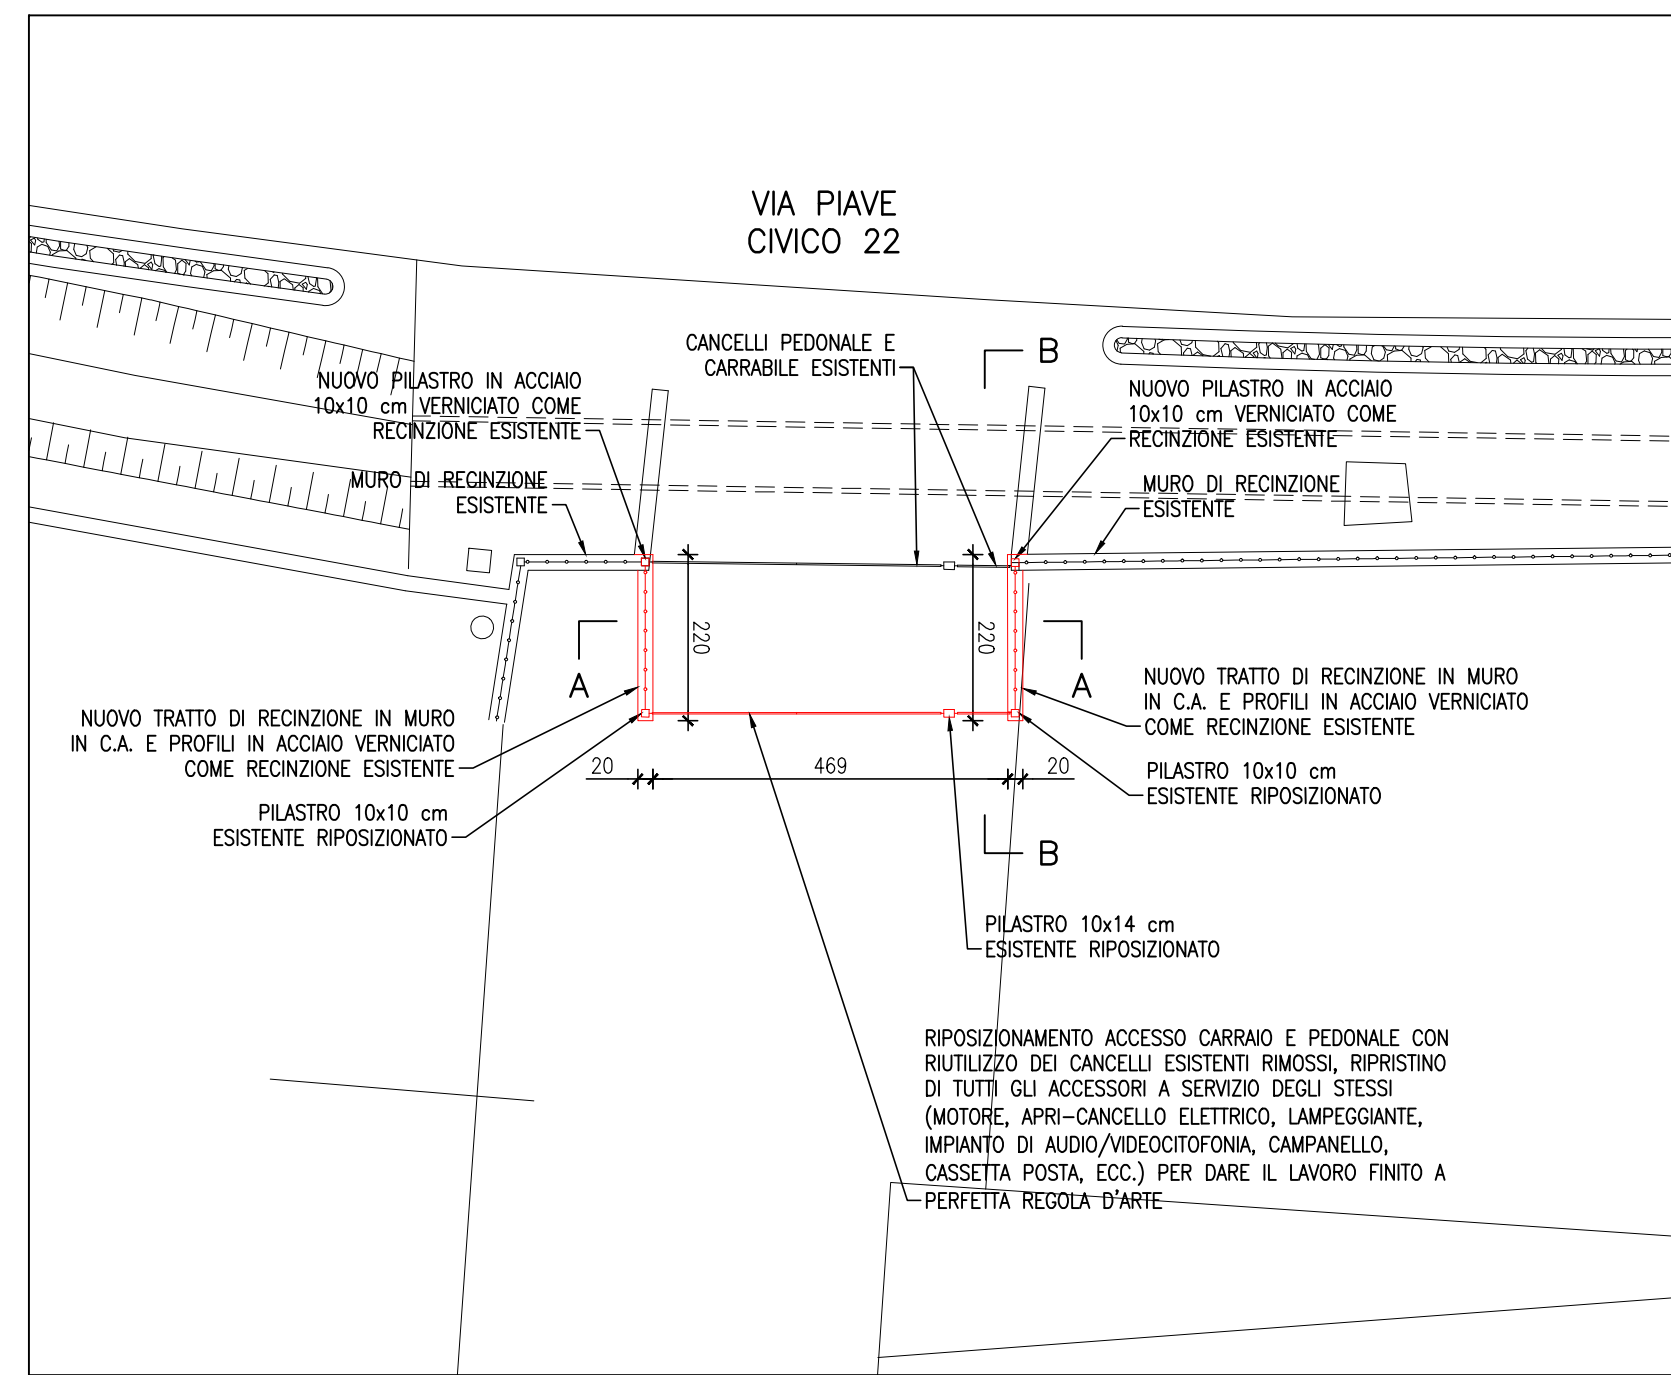 VIA PIAVE
CIVICO 22
CANCELLI PEDONALE E
CARRABILE ESISTENTI
B
NUOVO PILASTRO IN ACCIAIO
10x10 cm VERNICIATO COME
RECINZIONE ESISTENTE
NUOVO PILASTRO IN ACCIAIO
10x10 cm VERNICIATO COME
RECINZIONE ESISTENTE
MURO DI RECINZIONE
ESISTENTE
MURO DI RECINZIONE
ESISTENTE
220
220
A
A
NUOVO TRATTO DI RECINZIONE IN MURO
IN C.A. E PROFILI IN ACCIAIO VERNICIATO
COME RECINZIONE ESISTENTE
NUOVO TRATTO DI RECINZIONE IN MURO
IN C.A. E PROFILI IN ACCIAIO VERNICIATO
COME RECINZIONE ESISTENTE
20
469
20
PILASTRO 10x10 cm
ESISTENTE RIPOSIZIONATO
PILASTRO 10x10 cm
ESISTENTE RIPOSIZIONATO
B
PILASTRO 10x14 cm
ESISTENTE RIPOSIZIONATO
RIPOSIZIONAMENTO ACCESSO CARRAIO E PEDONALE CON
RIUTILIZZO DEI CANCELLI ESISTENTI RIMOSSI, RIPRISTINO
DI TUTTI GLI ACCESSORI A SERVIZIO DEGLI STESSI
(MOTORE, APRI-CANCELLO ELETTRICO, LAMPEGGIANTE,
IMPIANTO DI AUDIO/VIDEOCITOFONIA, CAMPANELLO,
CASSETTA POSTA, ECC.) PER DARE IL LAVORO FINITO A
PERFETTA REGOLA D'ARTE